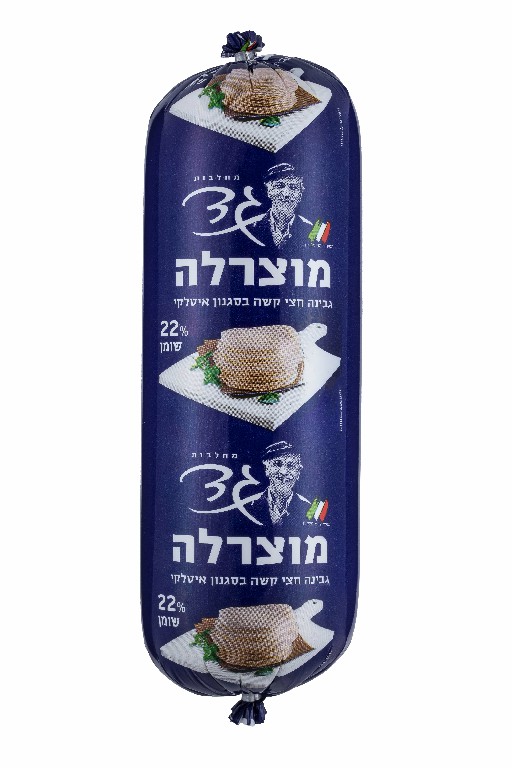 מחלבות
גד
מוצרלה
גבינה חצי קשה בסגנון איטלקי
22%
שומן
מחלבות
גד
מוצרלה
גבינה חצי קשה בסגנון איטלקי
22%
שומן